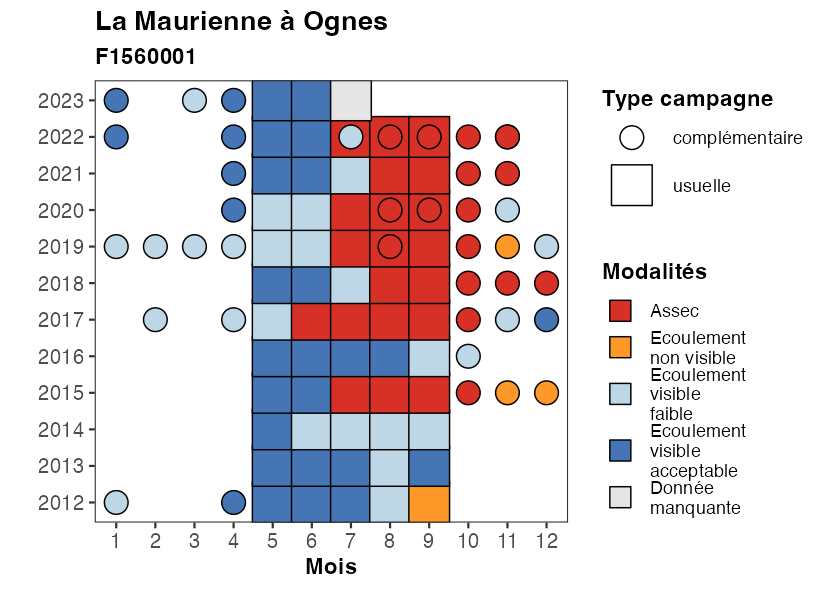 La Maurienne à Ognes
F1560001
2023
2022
2021
2020
2019
2018
2017
2016
2015
2014
2013
2012
1 2 3 4 5 6 7 8 9 10 11 12
Mois
Type campagne
complémentaire
usuelle
Modalités
Assec
Ecoulement
non visible
Ecoulement
visible
faible
Ecoulement
visible
acceptable
Donnée
manquante